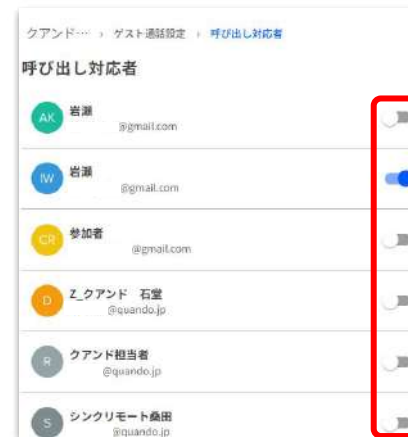 クアンド… › ゲスト通話設定 › 呼び出し対応者
呼び出し対応者
AK 岩瀬
@gmail.com
IW 岩瀬
@gmail.com
CR 参加者
@gmail.com
D Z_クアンド 石堂
@quando.jp
R クアンド担当者
@quando.jp
S シンクリモート桑田
@quando.jp